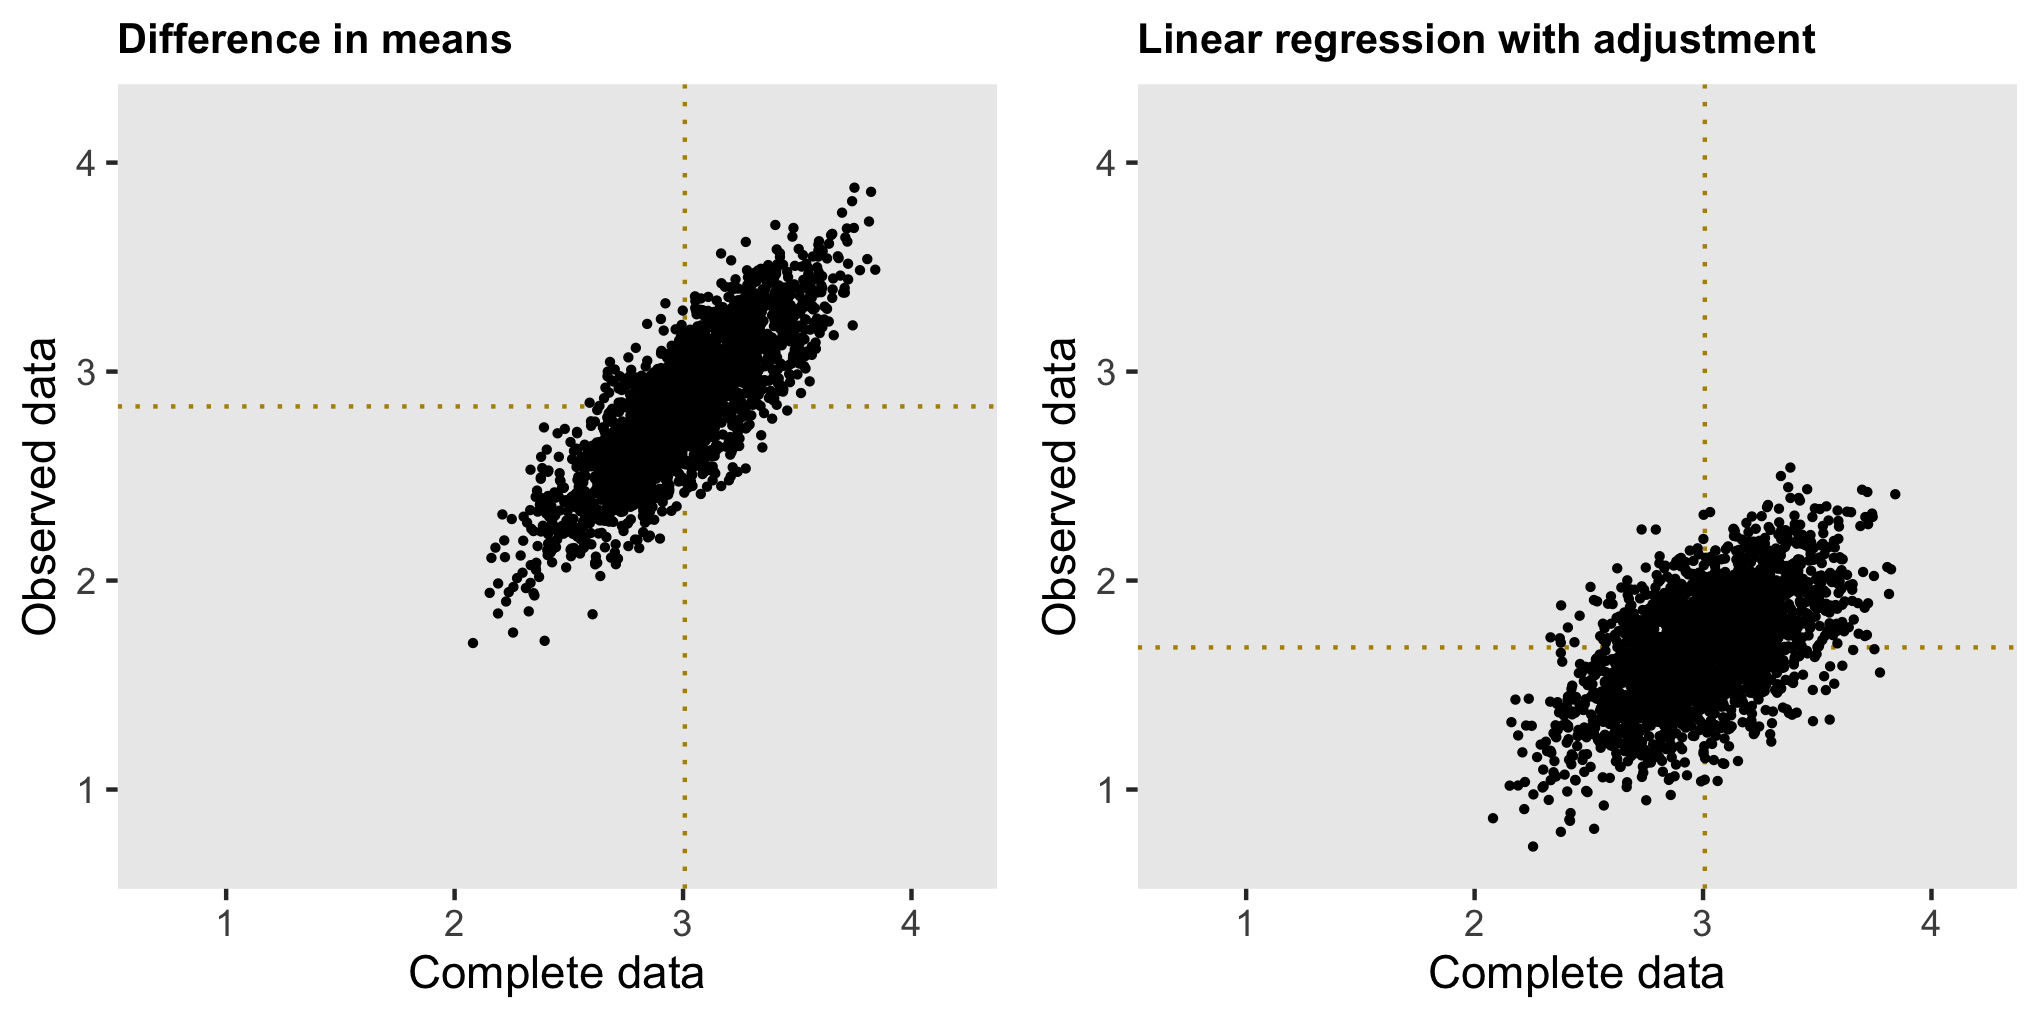 Difference in means
Observed data
4
3
2
1
1 2 3 4
Complete data
Linear regression with adjustment
Observed data
4
3
2
1
1 2 3 4
Complete data